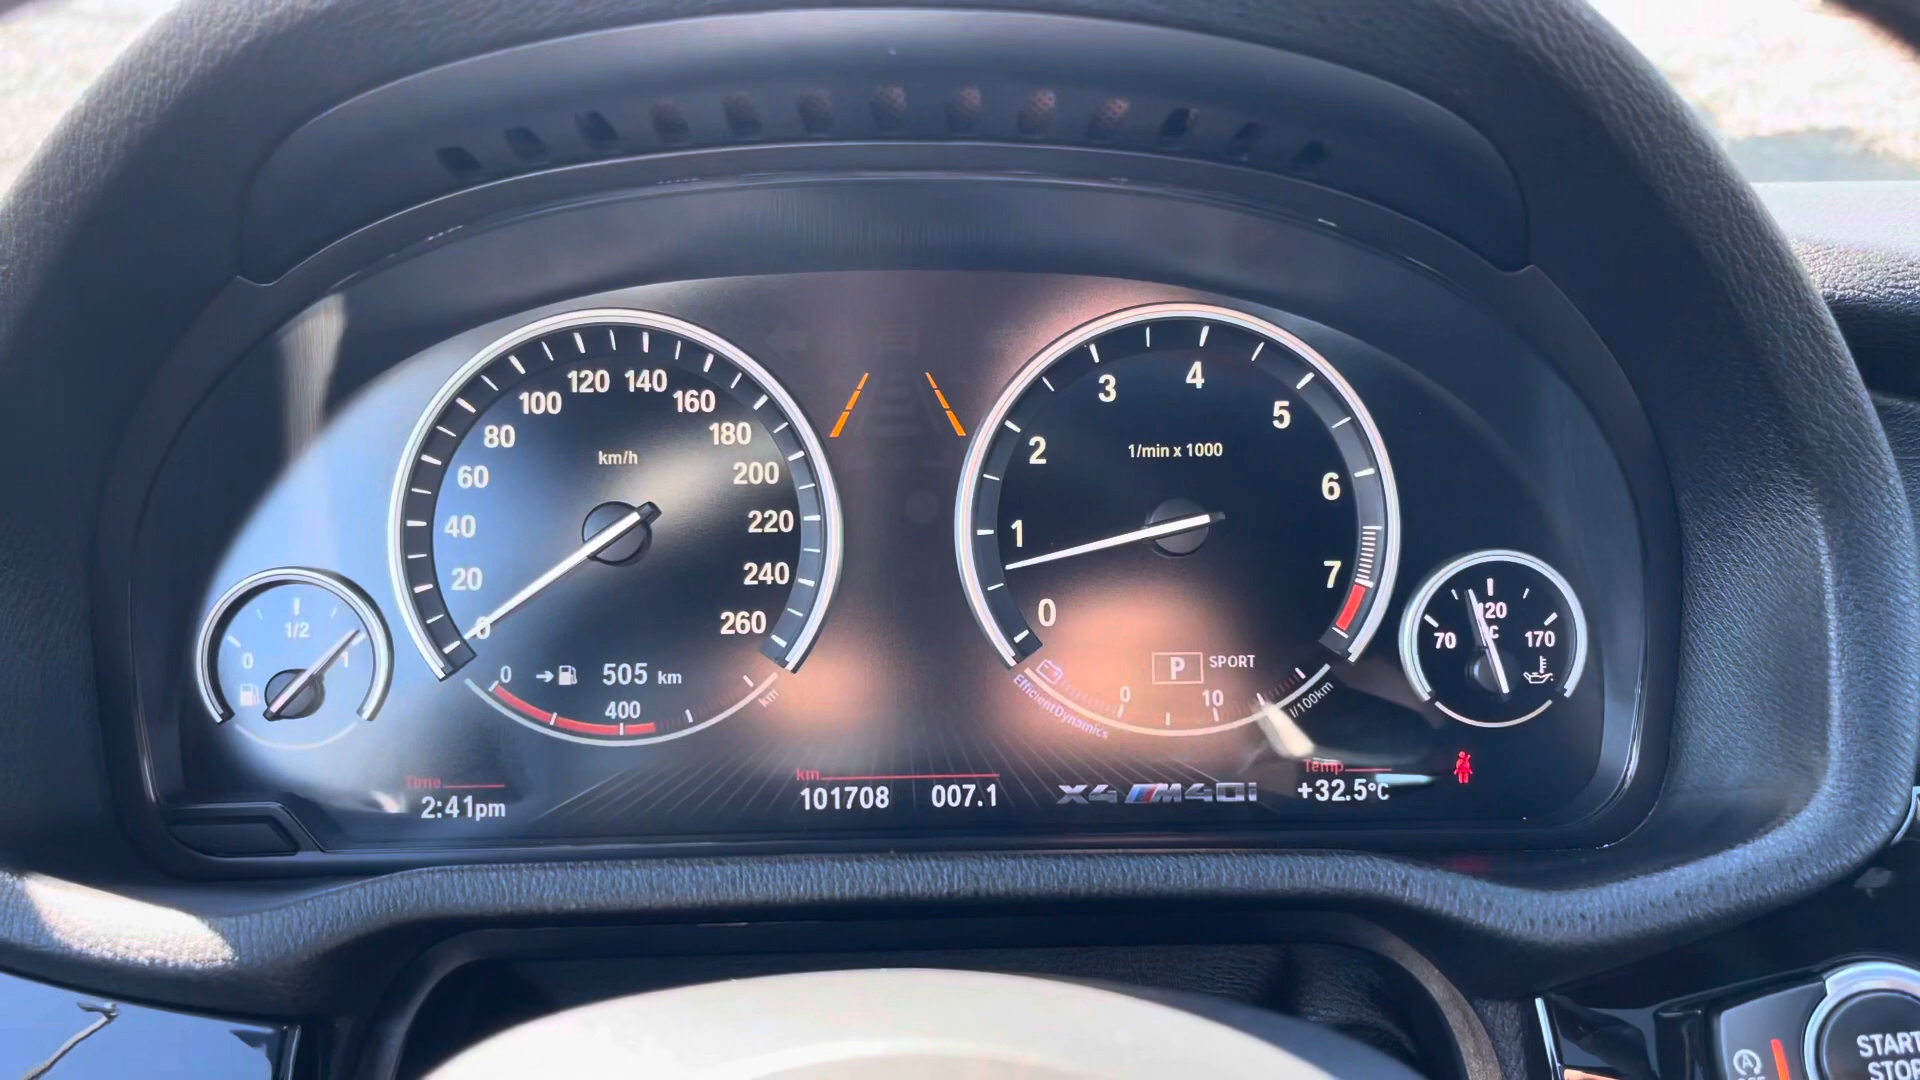 0
20
40
60
80
100
120
140
160
180
200
220
240
260
km/h
0
1
2
3
4
5
6
7
1/min x 1000
0
1/2
1
70
120
°C
170
0
505 km
400
km
P
SPORT
0
10
l/100km
EfficientDynamics
Time
2:41pm
km
101708
007.1
X4 M40i
Temp
+32.5°C
START
STOP